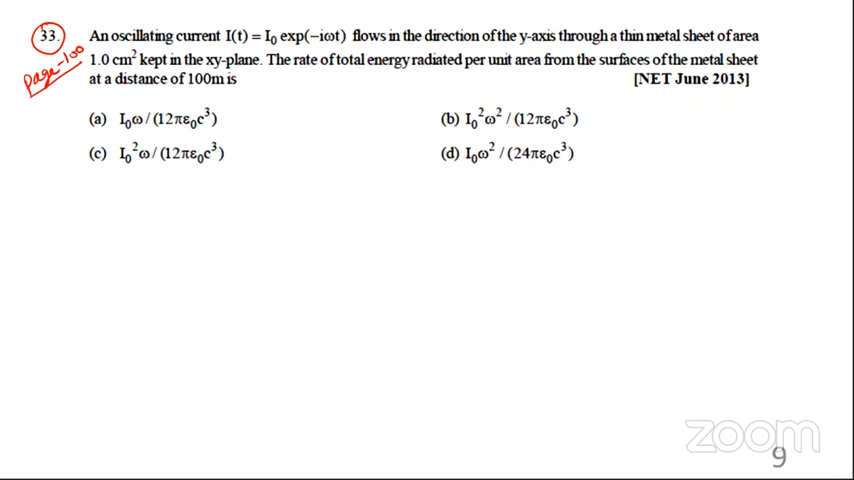 33. An oscillating current I(t) = I₀ exp(−iωt) flows in the direction of the y-axis through a thin metal sheet of area
page-100
1.0 cm² kept in the xy-plane. The rate of total energy radiated per unit area from the surfaces of the metal sheet
at a distance of 100m is [NET June 2013]
(a) I₀ω / (12πε₀c³) (b) I₀²ω² / (12πε₀c³)
(c) I₀²ω / (12πε₀c³) (d) I₀ω² / (24πε₀c³)
zoom
9